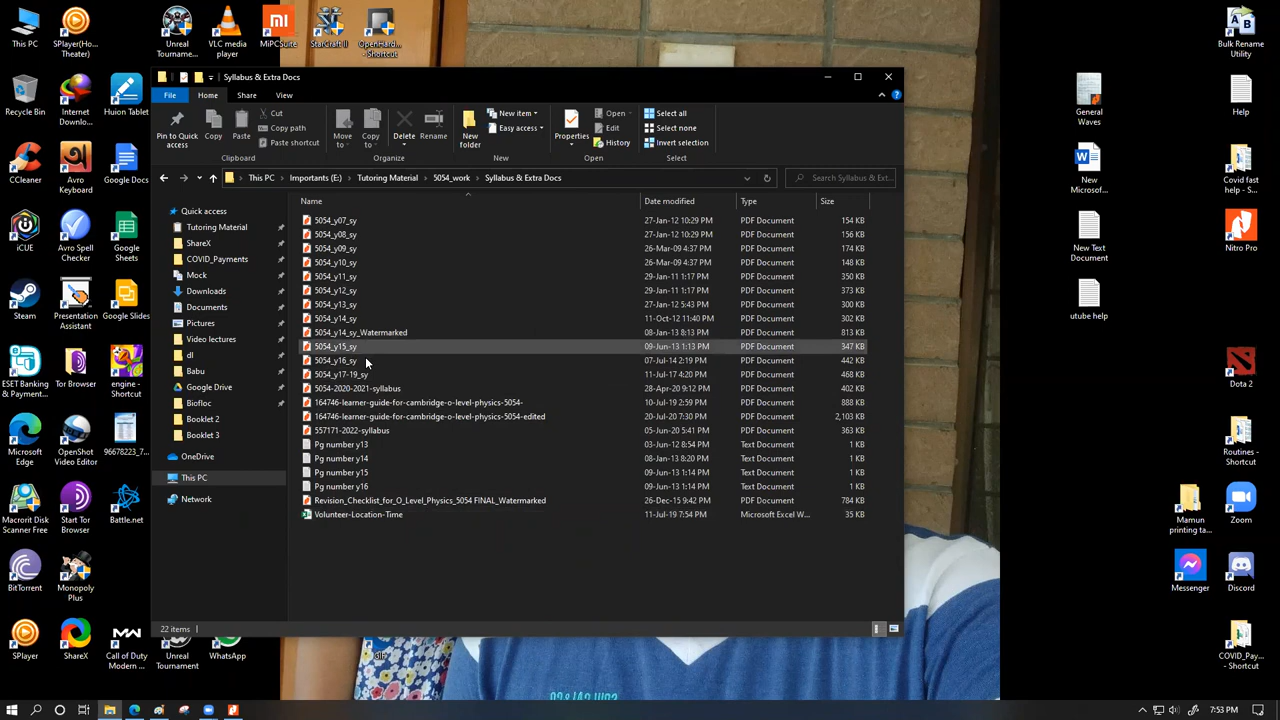 This PC
SPlayer(Ho... Theater)
Unreal Tourname...
VLC media player
MiPCSuite
StarCraft II
OpenHard... - Shortcut
Bulk Rename Utility
Syllabus & Extra Docs
File
Home
Share
View
Pin to Quick access
Copy
Paste
Cut
Copy path
Paste shortcut
Clipboard
Move to
Copy to
Delete
Rename
Organize
New folder
New item
Easy access
New
Properties
Open
Edit
History
Open
Select all
Select none
Invert selection
Select
This PC
Importants (E:)
Tutoring Material
5054_work
Syllabus & Extra Docs
Search Syllabus & Ext...
Name
Date modified
Type
Size
5054_y07_sy 27-Jan-12 10:29 PM PDF Document 154 KB
5054_y08_sy 27-Jan-12 10:29 PM PDF Document 156 KB
5054_y09_sy 26-Mar-09 4:37 PM PDF Document 174 KB
5054_y10_sy 26-Mar-09 4:37 PM PDF Document 148 KB
5054_y11_sy 29-Jan-11 1:17 PM PDF Document 350 KB
5054_y12_sy 29-Jan-11 1:17 PM PDF Document 373 KB
5054_y13_sy 27-Jan-12 5:43 PM PDF Document 300 KB
5054_y14_sy 11-Oct-12 11:40 PM PDF Document 302 KB
5054_y14_sy_Watermarked 08-Jan-13 8:13 PM PDF Document 813 KB
5054_y15_sy 09-Jun-13 1:13 PM PDF Document 347 KB
5054_y16_sy 07-Jul-14 2:19 PM PDF Document 442 KB
5054_y17-19_sy 11-Jul-17 4:20 PM PDF Document 468 KB
5054-2020-2021-syllabus 28-Apr-20 9:12 PM PDF Document 402 KB
164746-learner-guide-for-cambridge-o-level-physics-5054- 10-Jul-19 2:59 PM PDF Document 888 KB
164746-learner-guide-for-cambridge-o-level-physics-5054-edited 20-Jul-20 7:30 PM PDF Document 2,103 KB
557171-2022-syllabus 05-Jun-20 5:41 PM PDF Document 363 KB
Pg number y13 03-Jun-12 8:54 PM Text Document 1 KB
Pg number y14 08-Jan-13 8:20 PM Text Document 1 KB
Pg number y15 09-Jun-13 1:14 PM Text Document 1 KB
Pg number y16 09-Jun-13 1:14 PM Text Document 1 KB
Revision_Checklist_for_O_Level_Physics_5054 FINAL_Watermarked 26-Dec-15 9:42 PM PDF Document 784 KB
Volunteer-Location-Time 11-Jul-19 7:54 PM Microsoft Excel W... 35 KB
Quick access
Tutoring Material
ShareX
COVID_Payments
Mock
Downloads
Documents
Pictures
Video lectures
dl
Babu
Google Drive
Biofloc
Booklet 2
Booklet 3
OneDrive
This PC
Network
22 items
Recycle Bin
Internet Downlo...
Huion Tablet
CCleaner
Avro Keyboard
Google Docs
iCUE
Avro Spell Checker
Google Sheets
Steam
Presentation Assistant
Google Slides
ESET Banking & Payment...
Tor Browser
engine - Shortcut
Microsoft Edge
OpenShot Video Editor
96678223_7...
Macrorit Disk Scanner Free
Start Tor Browser
Battle.net
BitTorrent
Monopoly Plus
SPlayer
ShareX
Call of Duty Modern ...
Unreal Tournament
WhatsApp
General Waves
Help
New Microsoft ...
Covid fast help - S...
New Text Document
Nitro Pro
utube help
Dota 2
Routines - Shortcut
Mamun printing ta...
Zoom
Messenger
Discord
COVID_Pay... - Shortcut
7:53 PM